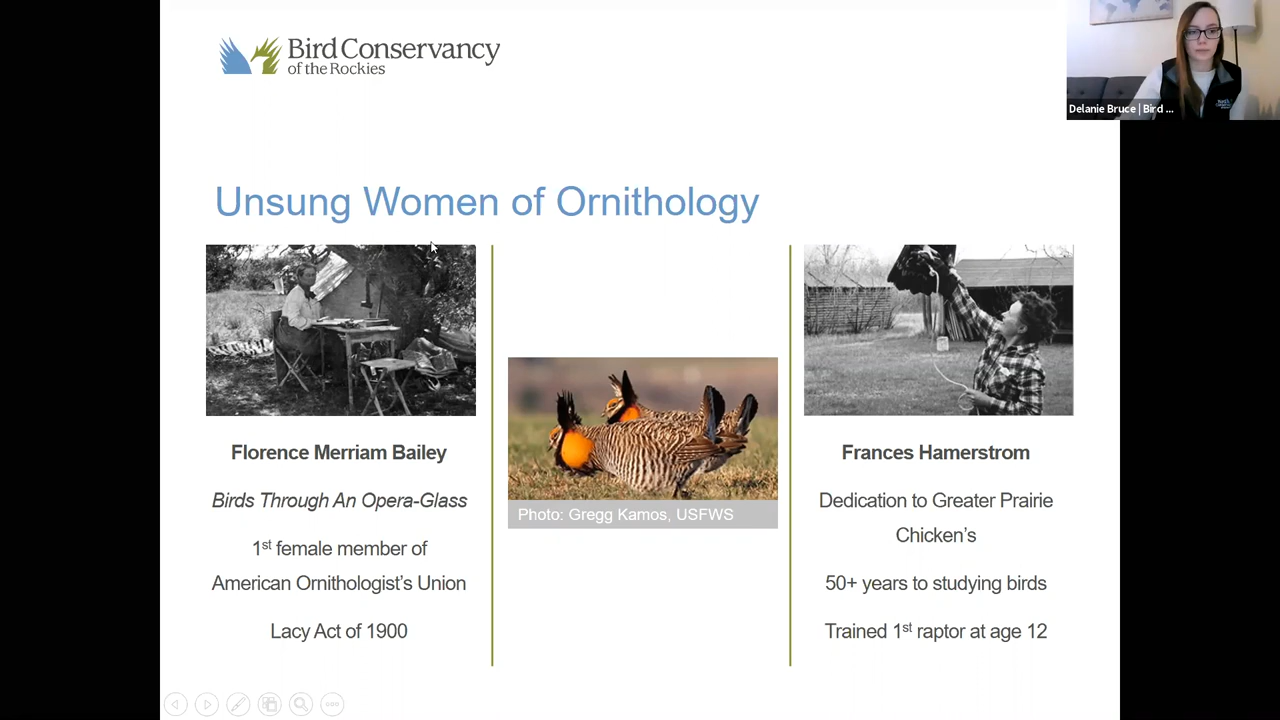 Bird Conservancy
of the Rockies
Delanie Bruce | Bird ...
Unsung Women of Ornithology
Florence Merriam Bailey
Birds Through An Opera-Glass
1st female member of
American Ornithologist's Union
Lacy Act of 1900
Photo: Gregg Kamos, USFWS
Frances Hamerstrom
Dedication to Greater Prairie
Chicken's
50+ years to studying birds
Trained 1st raptor at age 12